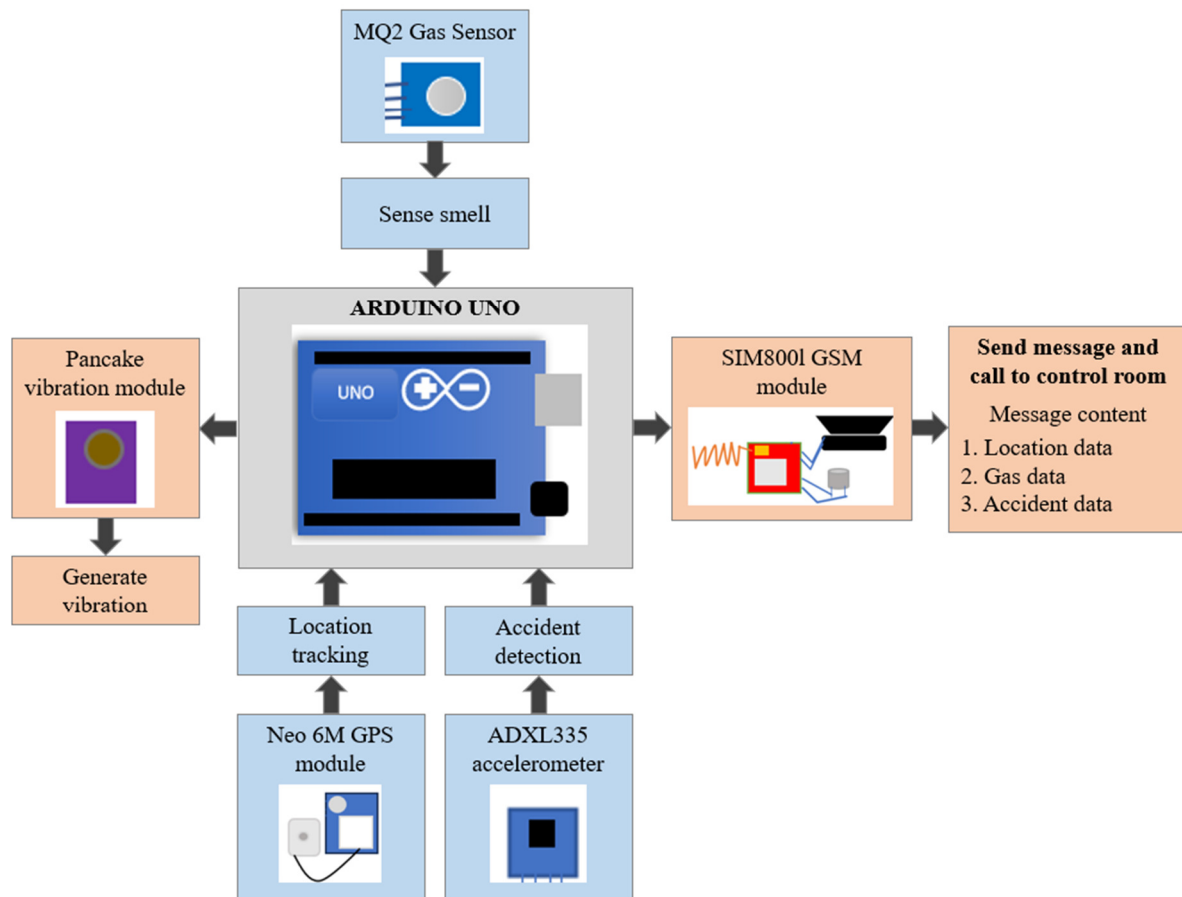 MQ2 Gas Sensor
Sense smell
ARDUINO UNO
UNO
Pancake
vibration module
Generate
vibration
SIM800l GSM
module
Send message and
call to control room
Message content
1. Location data
2. Gas data
3. Accident data
Location
tracking
Accident
detection
Neo 6M GPS
module
ADXL335
accelerometer